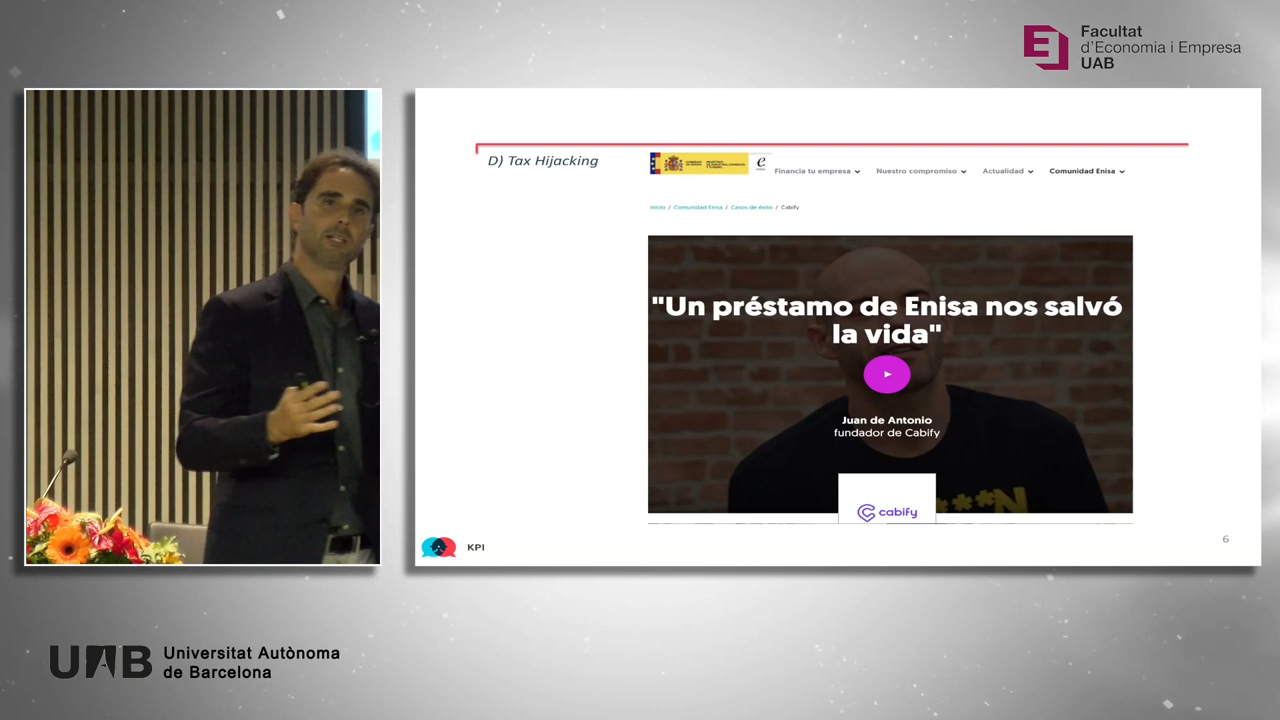 Facultat
d'Economia i Empresa
UAB
D) Tax Hijacking
Financia tu empresa
Nuestro compromiso
Actualidad
Comunidad Enisa
Inicio / Comunidad Enisa / Casos de éxito / Cabify
"Un préstamo de Enisa nos salvó
la vida"
Juan de Antonio
fundador de Cabify
***N
cabify
KPI
6
UAB
Universitat Autònoma
de Barcelona